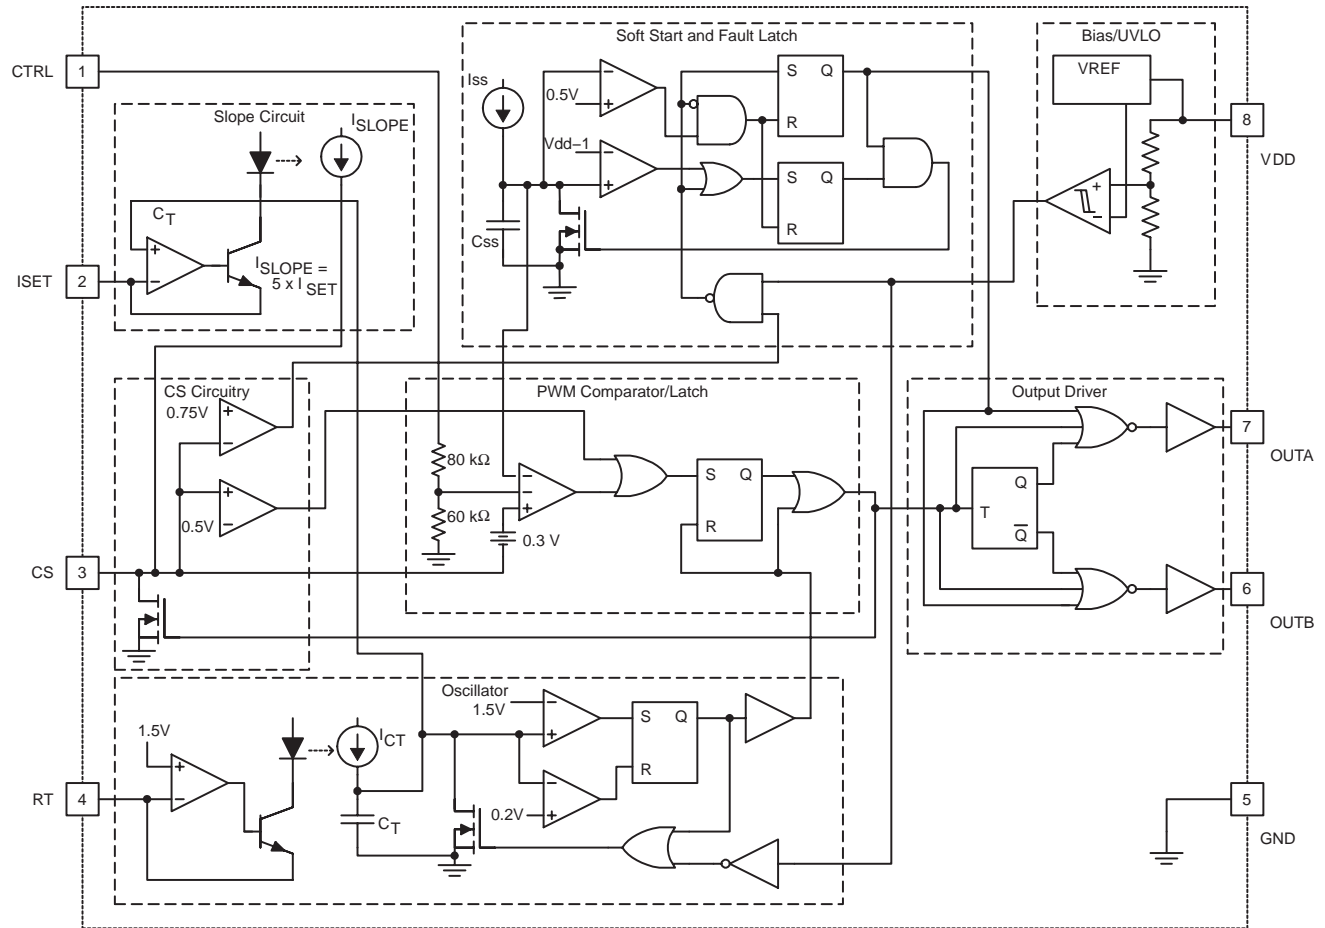 Soft Start and Fault Latch
Bias/UVLO
CTRL
1
Iss
S
Q
VREF
0.5V
R
Slope Circuit
ISLOPE
8
VDD
Vdd−1
S
Q
CT
R
Css
ISET
2
ISLOPE =
5 x ISET
CS Circuitry
PWM Comparator/Latch
Output Driver
0.75V
7
OUTA
80 kΩ
S
Q
Q
0.5V
60 kΩ
R
T
0.3 V
Q
CS
3
6
OUTB
Oscillator
1.5V
S
Q
1.5V
ICT
R
RT
4
0.2V
5
CT
GND